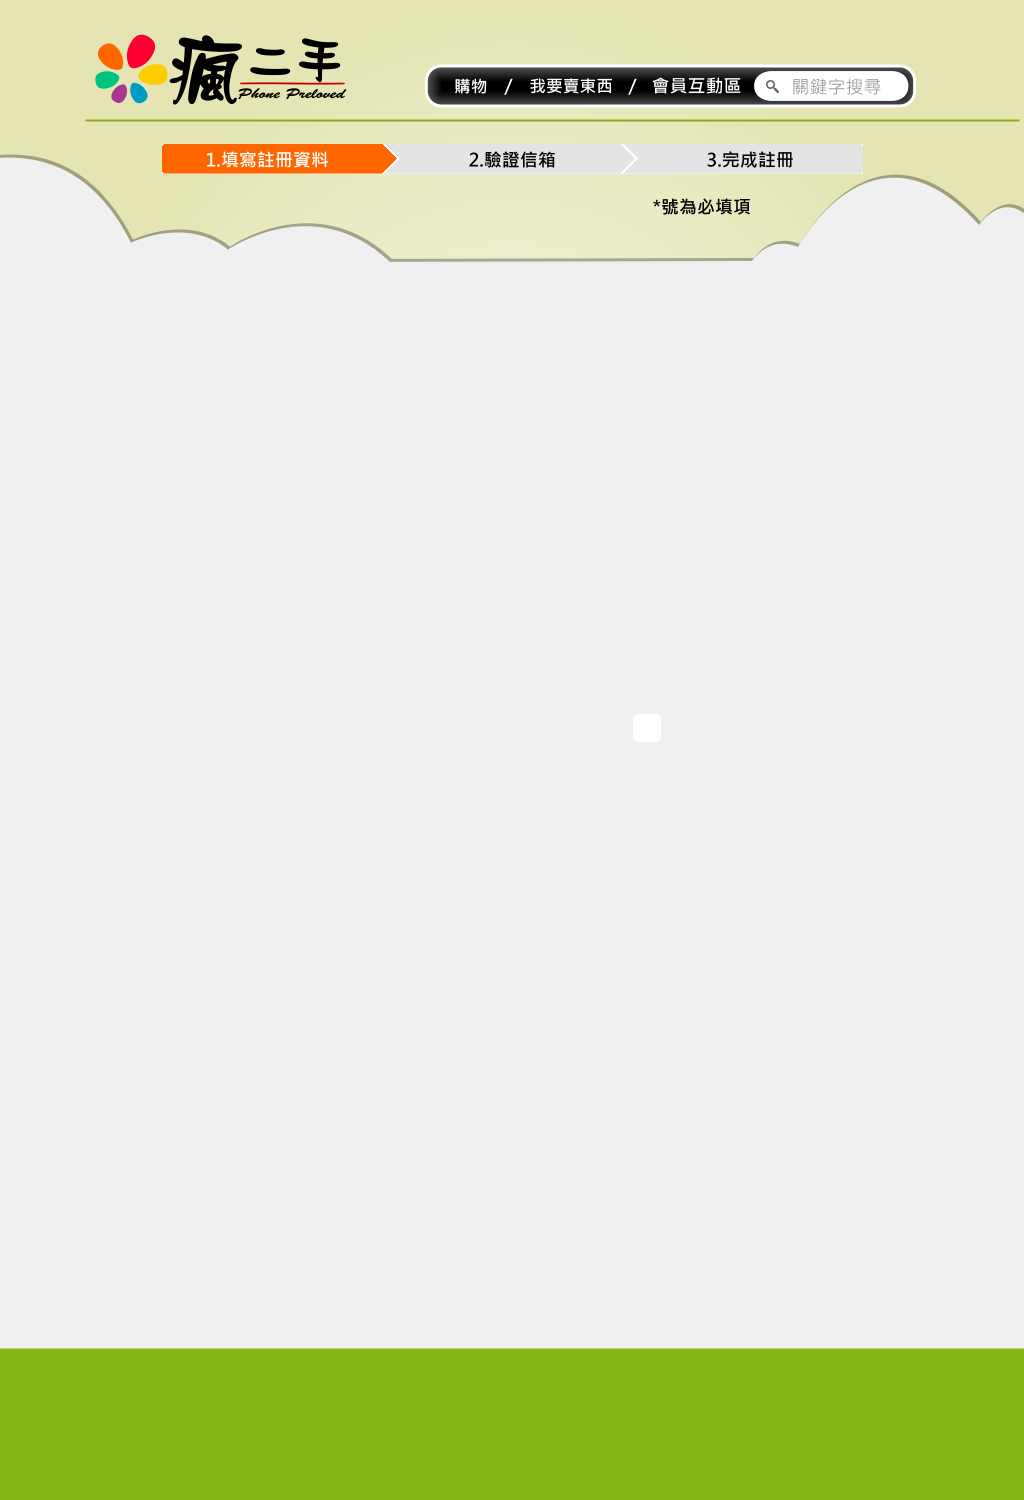 瘋二手
Phone Preloved
購物 / 我要賣東西 / 會員互動區 關鍵字搜尋
1.填寫註冊資料 2.驗證信箱 3.完成註冊
*號為必填項